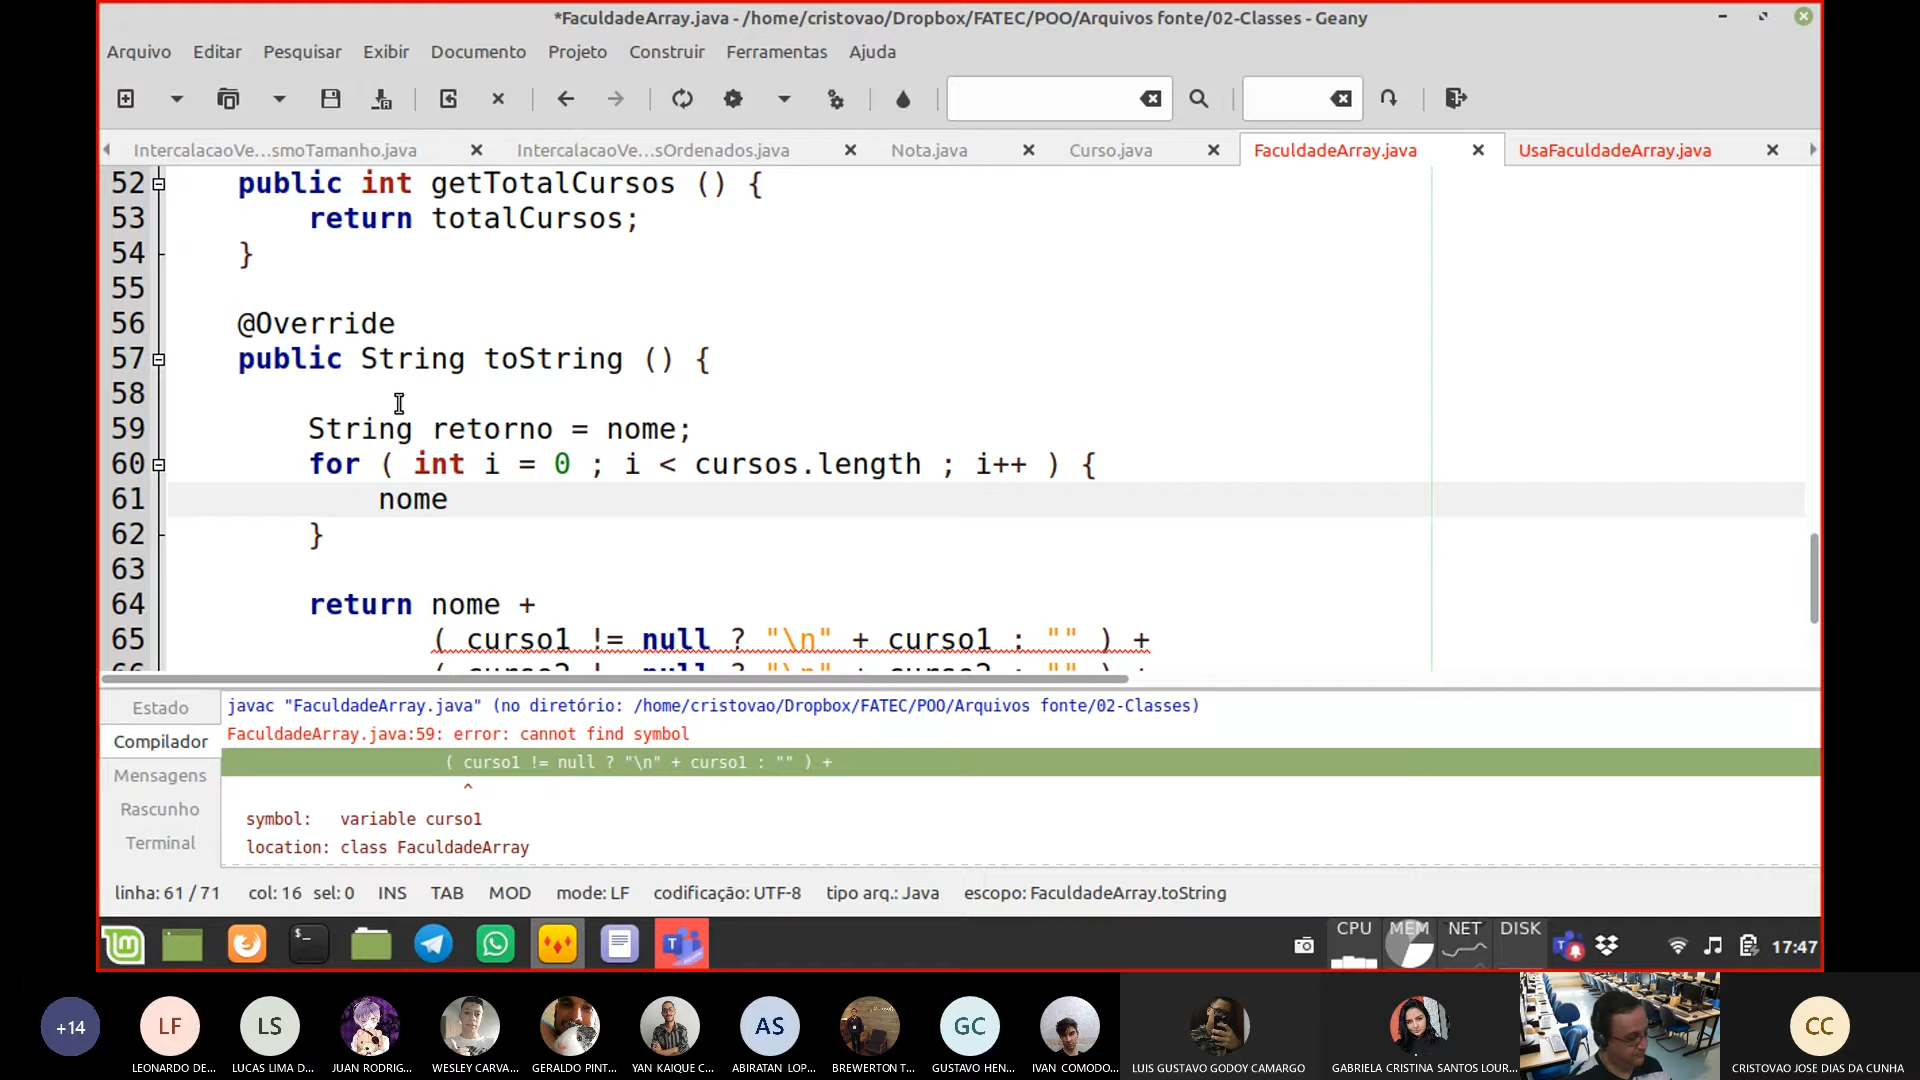 *FaculdadeArray.java - /home/cristovao/Dropbox/FATEC/POO/Arquivos fonte/02-Classes - Geany
Arquivo Editar Pesquisar Exibir Documento Projeto Construir Ferramentas Ajuda
IntercalacaoVe...smoTamanho.java IntercalacaoVe...sOrdenados.java Nota.java Curso.java FaculdadeArray.java UsaFaculdadeArray.java
52 public int getTotalCursos () {
53 return totalCursos;
54 }
55
56 @Override
57 public String toString () {
58
59 String retorno = nome;
60 for ( int i = 0 ; i < cursos.length ; i++ ) {
61 nome
62 }
63
64 return nome +
65 ( curso1 != null ? "\n" + curso1 : "" ) +
Estado
Compilador
Mensagens
Rascunho
Terminal
javac "FaculdadeArray.java" (no diretório: /home/cristovao/Dropbox/FATEC/POO/Arquivos fonte/02-Classes)
FaculdadeArray.java:59: error: cannot find symbol
( curso1 != null ? "\n" + curso1 : "" ) +
^
symbol: variable curso1
location: class FaculdadeArray
linha: 61 / 71 col: 16 sel: 0 INS TAB MOD mode: LF codificação: UTF-8 tipo arq.: Java escopo: FaculdadeArray.toString
CPU MEM NET DISK 17:47
+14 LF LS AS GC CC
LEONARDO DE... LUCAS LIMA D... JUAN RODRIG... WESLEY CARVA... GERALDO PINT... YAN KAIQUE C... ABIRATAN LOP... BREWERTON T... GUSTAVO HEN... IVAN COMODO... LUIS GUSTAVO GODOY CAMARGO GABRIELA CRISTINA SANTOS LOUR... CRISTOVAO JOSE DIAS DA CUNHA